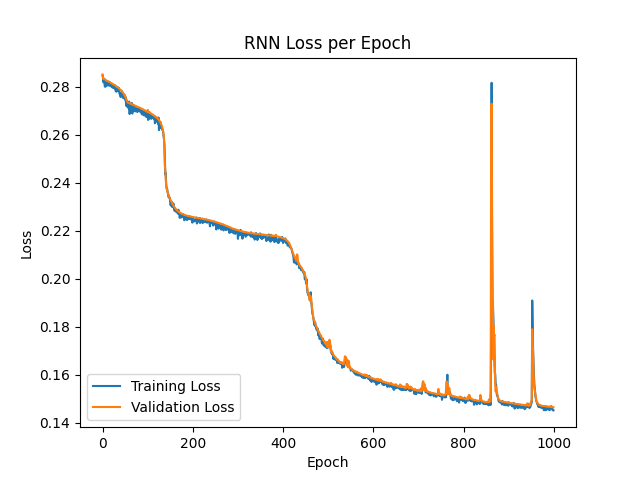 RNN Loss per Epoch
Loss
0.28
0.26
0.24
0.22
0.20
0.18
0.16
0.14
Training Loss
Validation Loss
0
200
400
600
800
1000
Epoch